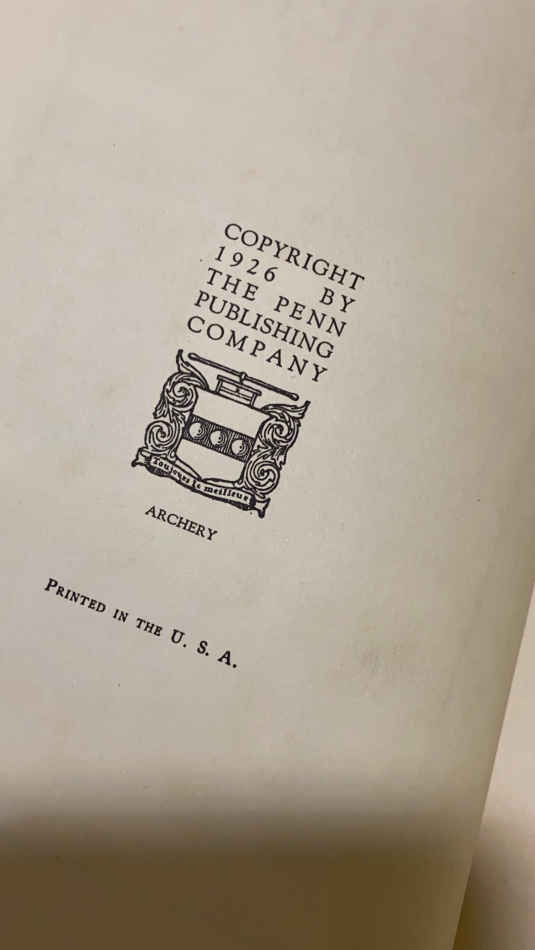 COPYRIGHT
1926 BY
THE PENN
PUBLISHING
COMPANY
toujours le meilleur
ARCHERY
PRINTED IN THE U. S. A.